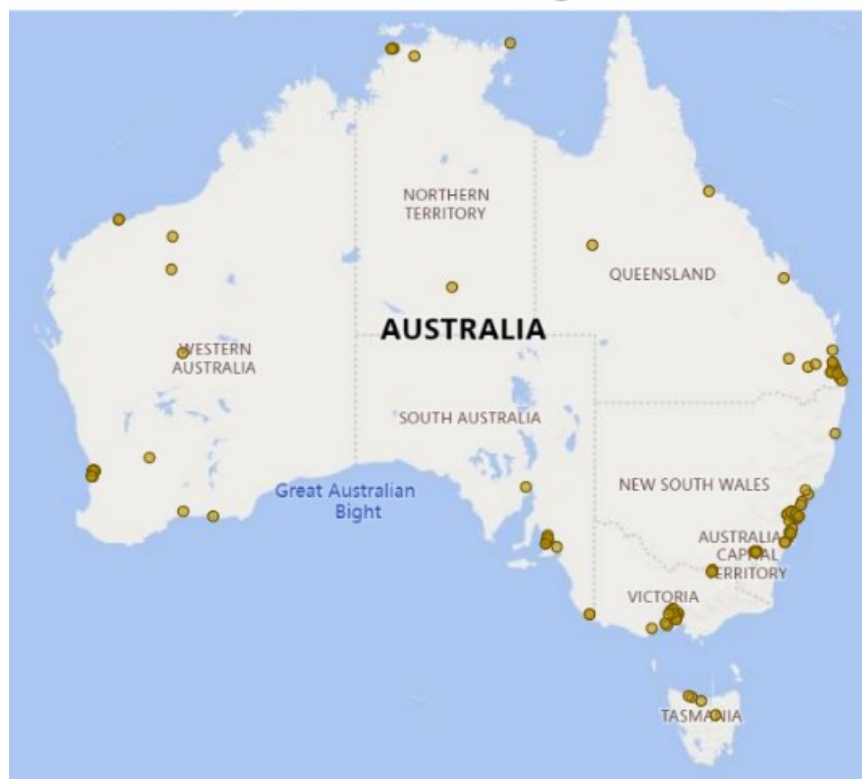 NORTHERN
TERRITORY
QUEENSLAND
AUSTRALIA
WESTERN
AUSTRALIA
SOUTH AUSTRALIA
Great Australian
Bight
NEW SOUTH WALES
AUSTRALIA
CAPITAL
TERRITORY
VICTORIA
TASMANIA